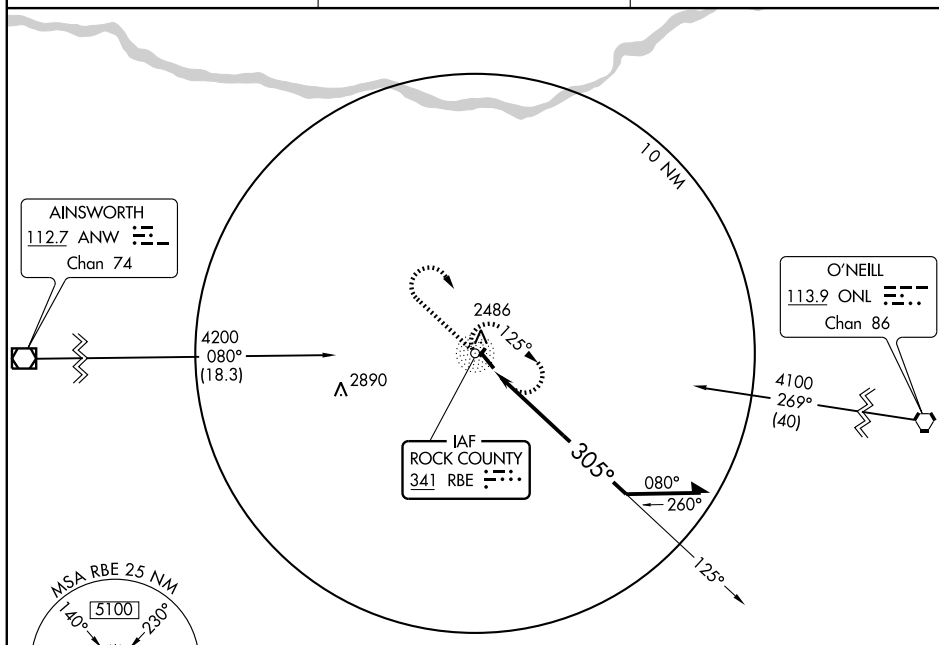 10 NM
AINSWORTH
112.7 ANW
Chan 74
O'NEILL
113.9 ONL
Chan 86
2486
125°
4200
080°
(18.3)
2890
4100
269°
(40)
IAF
ROCK COUNTY
341 RBE
305°
080°
260°
125°
MSA RBE 25 NM
5100
140°
230°